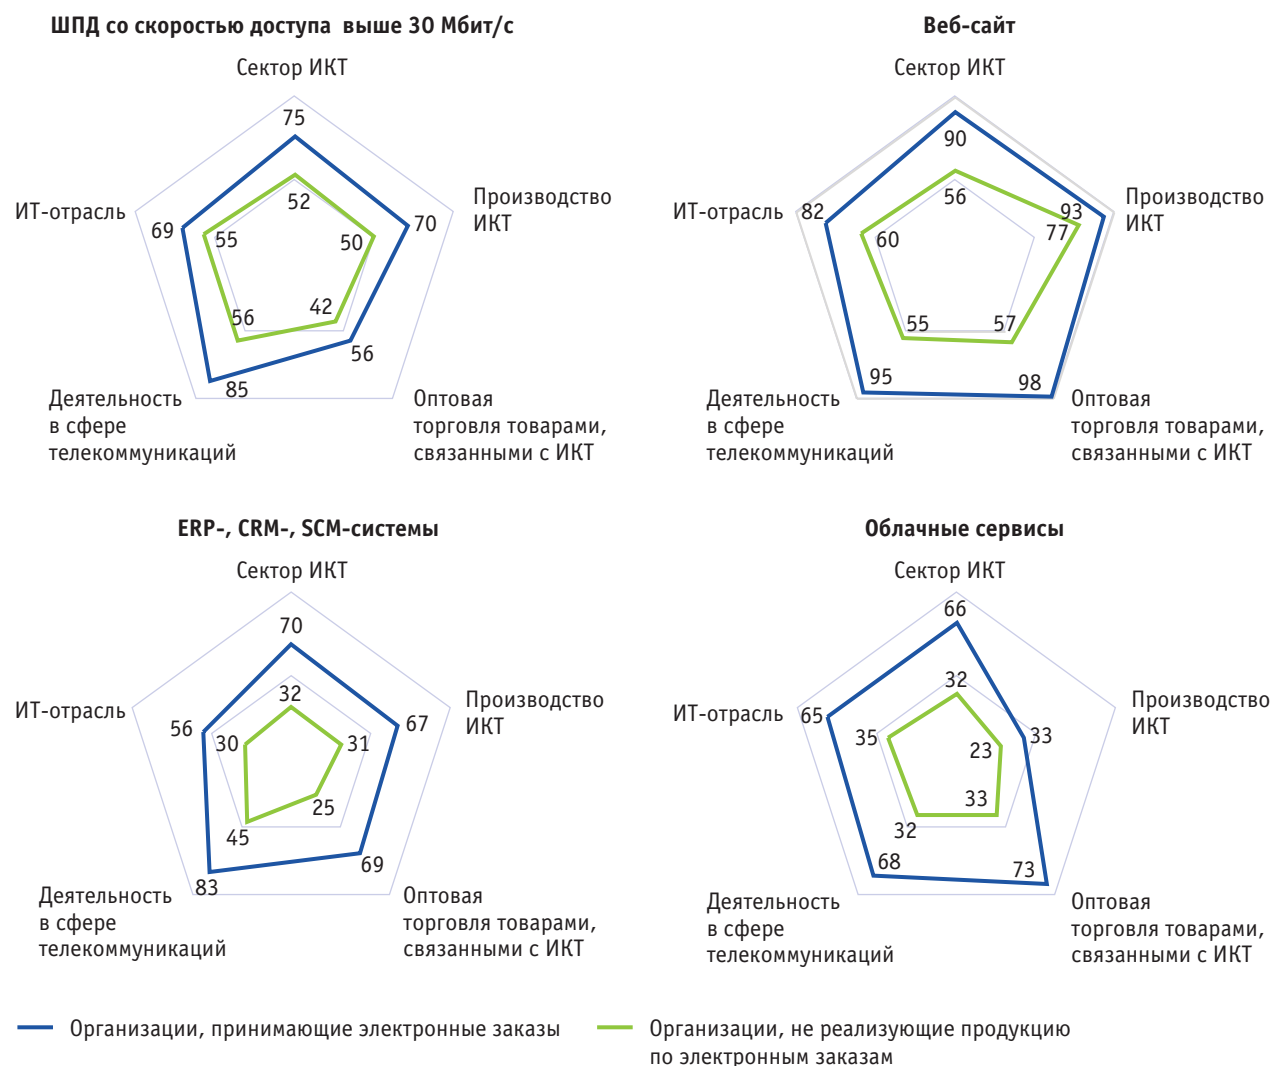 ШПД со скоростью доступа выше 30 Мбит/с
Сектор ИКТ
75
52
Производство
ИКТ
70
50
ИТ-отрасль
69
55
56
42
56
85
Деятельность
в сфере
телекоммуникаций
Оптовая
торговля товарами,
связанными с ИКТ
Веб-сайт
Сектор ИКТ
90
56
Производство
ИКТ
93
77
ИТ-отрасль
82
60
55
57
95
98
Деятельность
в сфере
телекоммуникаций
Оптовая
торговля товарами,
связанными с ИКТ
ERP-, CRM-, SCM-системы
Сектор ИКТ
70
32
Производство
ИКТ
67
31
ИТ-отрасль
56
30
25
45
69
83
Деятельность
в сфере
телекоммуникаций
Оптовая
торговля товарами,
связанными с ИКТ
Облачные сервисы
Сектор ИКТ
66
32
Производство
ИКТ
33
23
ИТ-отрасль
65
35
33
32
68
73
Деятельность
в сфере
телекоммуникаций
Оптовая
торговля товарами,
связанными с ИКТ
Организации, принимающие электронные заказы
Организации, не реализующие продукцию
по электронным заказам